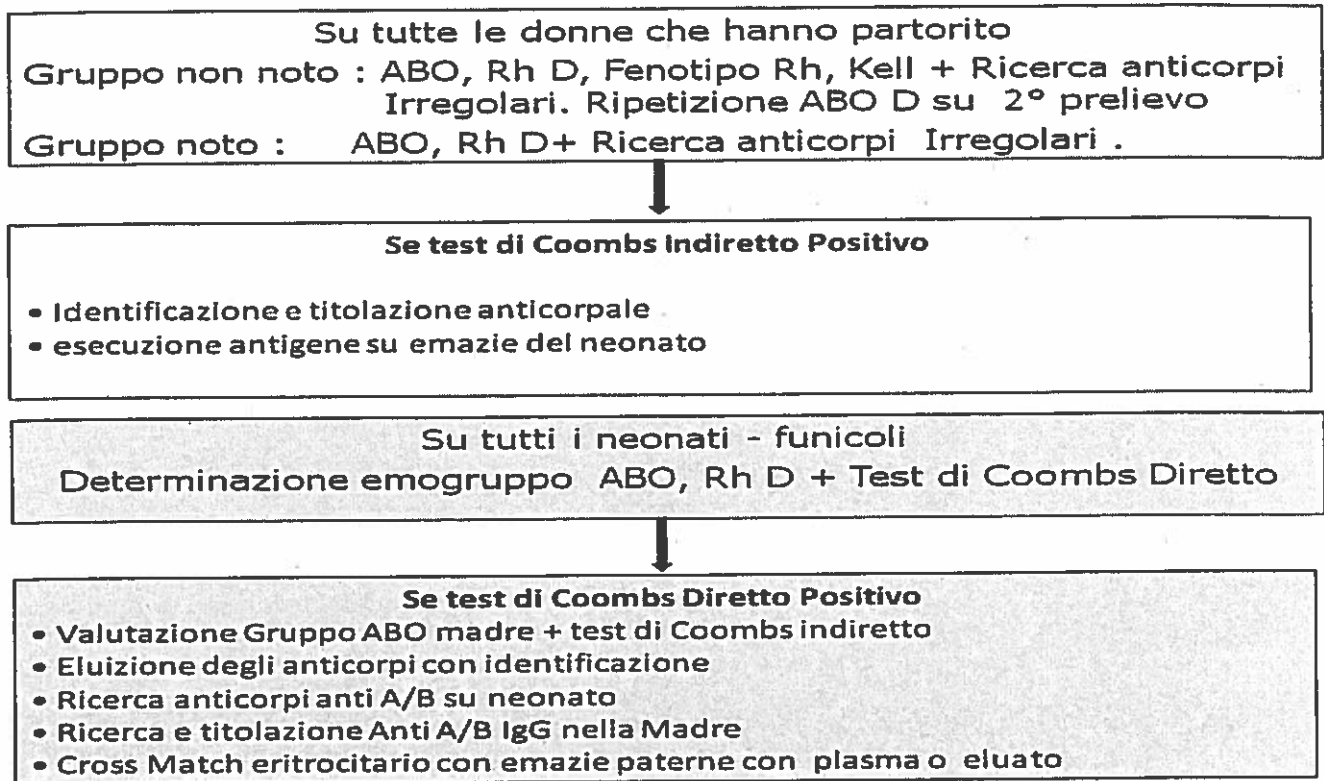 Su tutte le donne che hanno partorito
Gruppo non noto : ABO, Rh D, Fenotipo Rh, Kell + Ricerca anticorpi
Irregolari. Ripetizione ABO D su 2° prelievo
Gruppo noto : ABO, Rh D+ Ricerca anticorpi Irregolari .
Se test di Coombs Indiretto Positivo
• Identificazione e titolazione anticorpale
• esecuzione antigene su emazie del neonato
Su tutti i neonati - funicoli
Determinazione emogruppo ABO, Rh D + Test di Coombs Diretto
Se test di Coombs Diretto Positivo
• Valutazione Gruppo ABO madre + test di Coombs indiretto
• Eluizione degli anticorpi con identificazione
• Ricerca anticorpi anti A/B su neonato
• Ricerca e titolazione Anti A/B IgG nella Madre
• Cross Match eritrocitario con emazie paterne con plasma o eluato